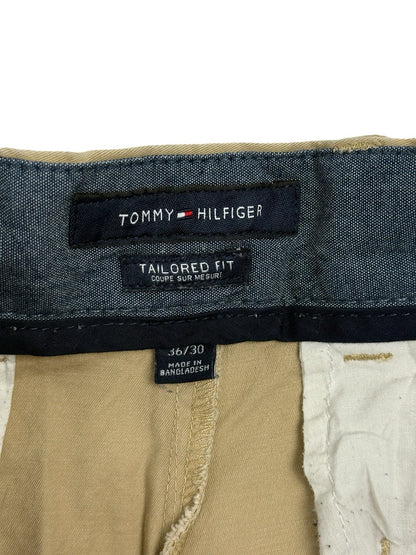 TOMMY HILFIGER
TAILORED FIT
COUPE SUR MESURE
36/30
MADE IN
BANGLADESH